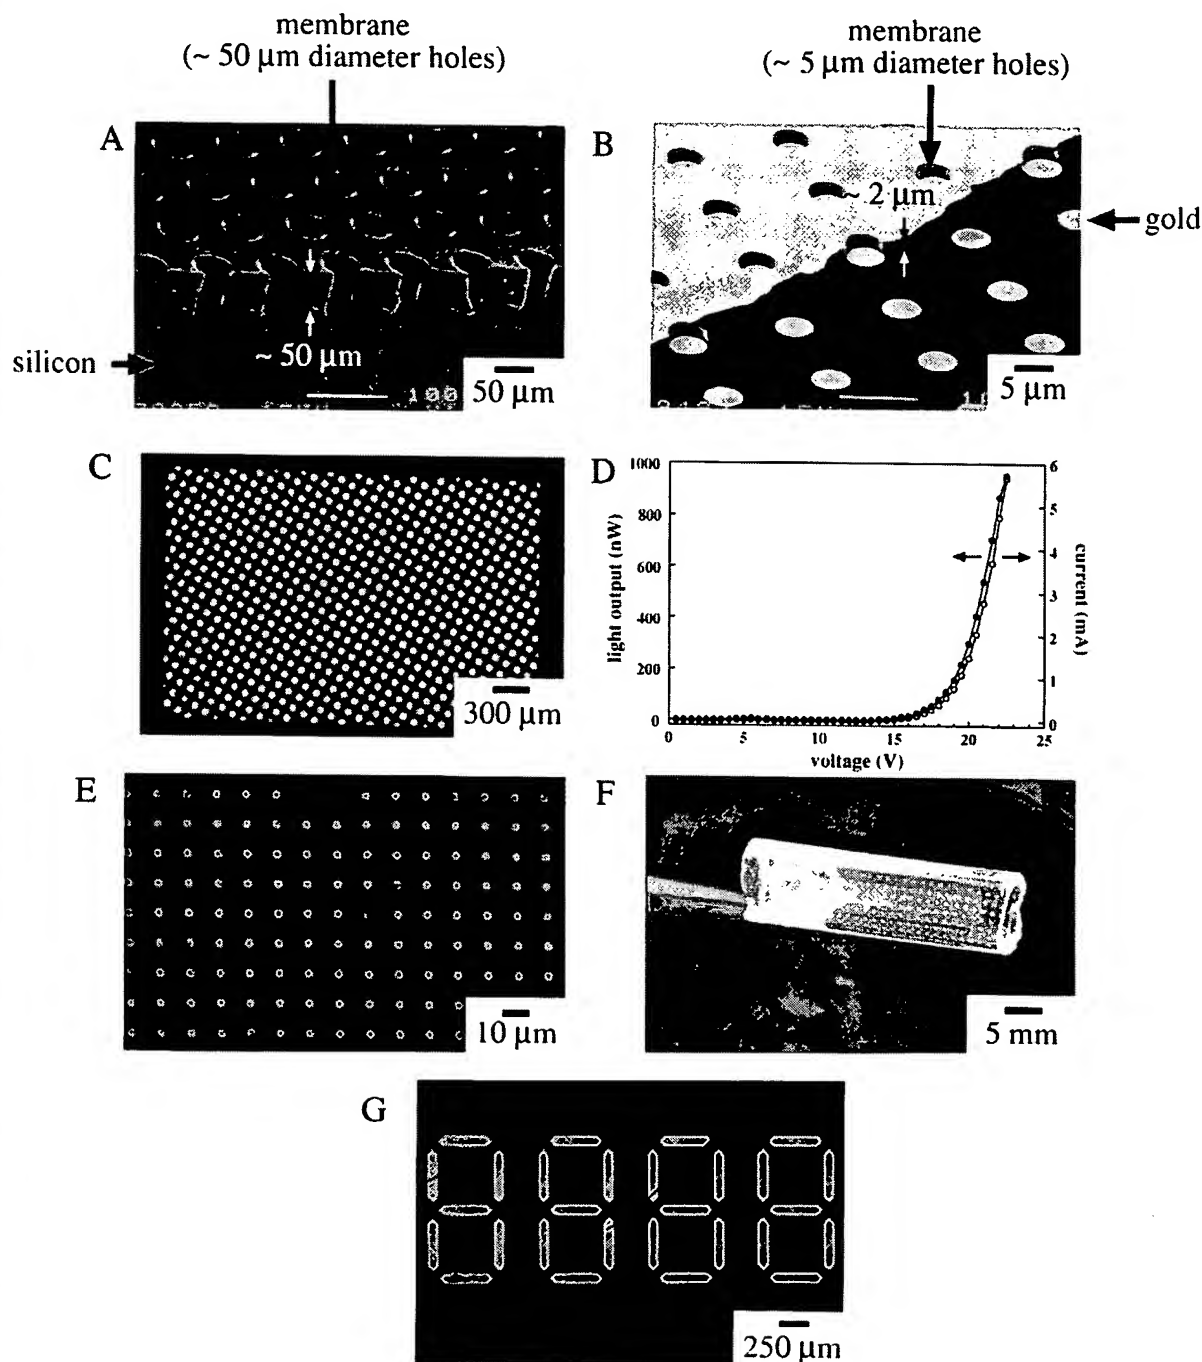 membrane
(~ 50 μm diameter holes)
membrane
(~ 5 μm diameter holes)
A
B
~ 2 μm
gold
silicon
~ 50 μm
100
50 μm
5 μm
C
300 μm
D
1000
800
600
400
200
0
light output (nW)
0
5
10
15
20
25
voltage (V)
6
5
4
3
2
1
0
current (mA)
E
10 μm
F
5 mm
G
250 μm